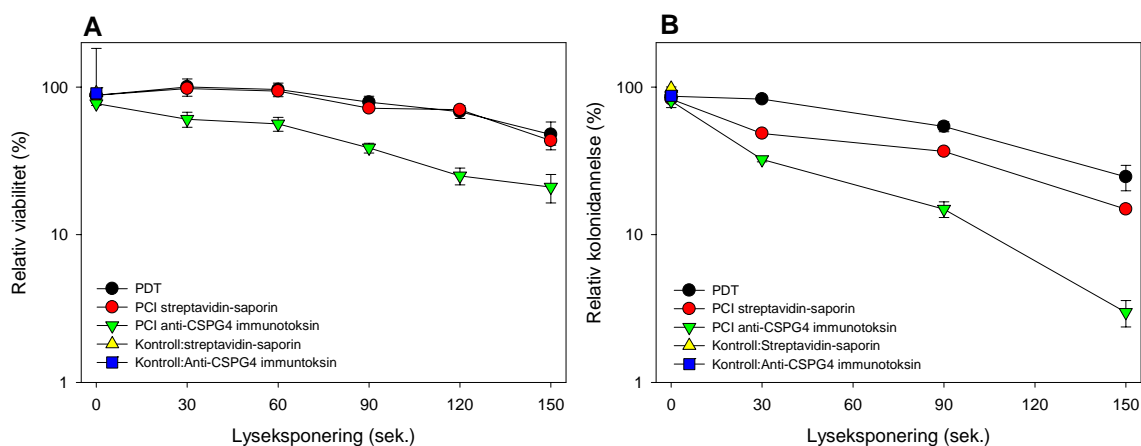 A
Relativ viabilitet (%)
100
10
1
PDT
PCI streptavidin-saporin
PCI anti-CSPG4 immunotoksin
Kontroll:streptavidin-saporin
Kontroll:Anti-CSPG4 immuntoksin
0 30 60 90 120 150
Lyseksponering (sek.)
B
Relativ kolonidannelse (%)
100
10
1
PDT
PCI streptavidin-saporin
PCI anti-CSPG4 immunotoksin
Kontroll:Streptavidin-saporin
Kontroll:Anti-CSPG4 immunotoksin
0 30 60 90 120 150
Lyseksponering (sek.)